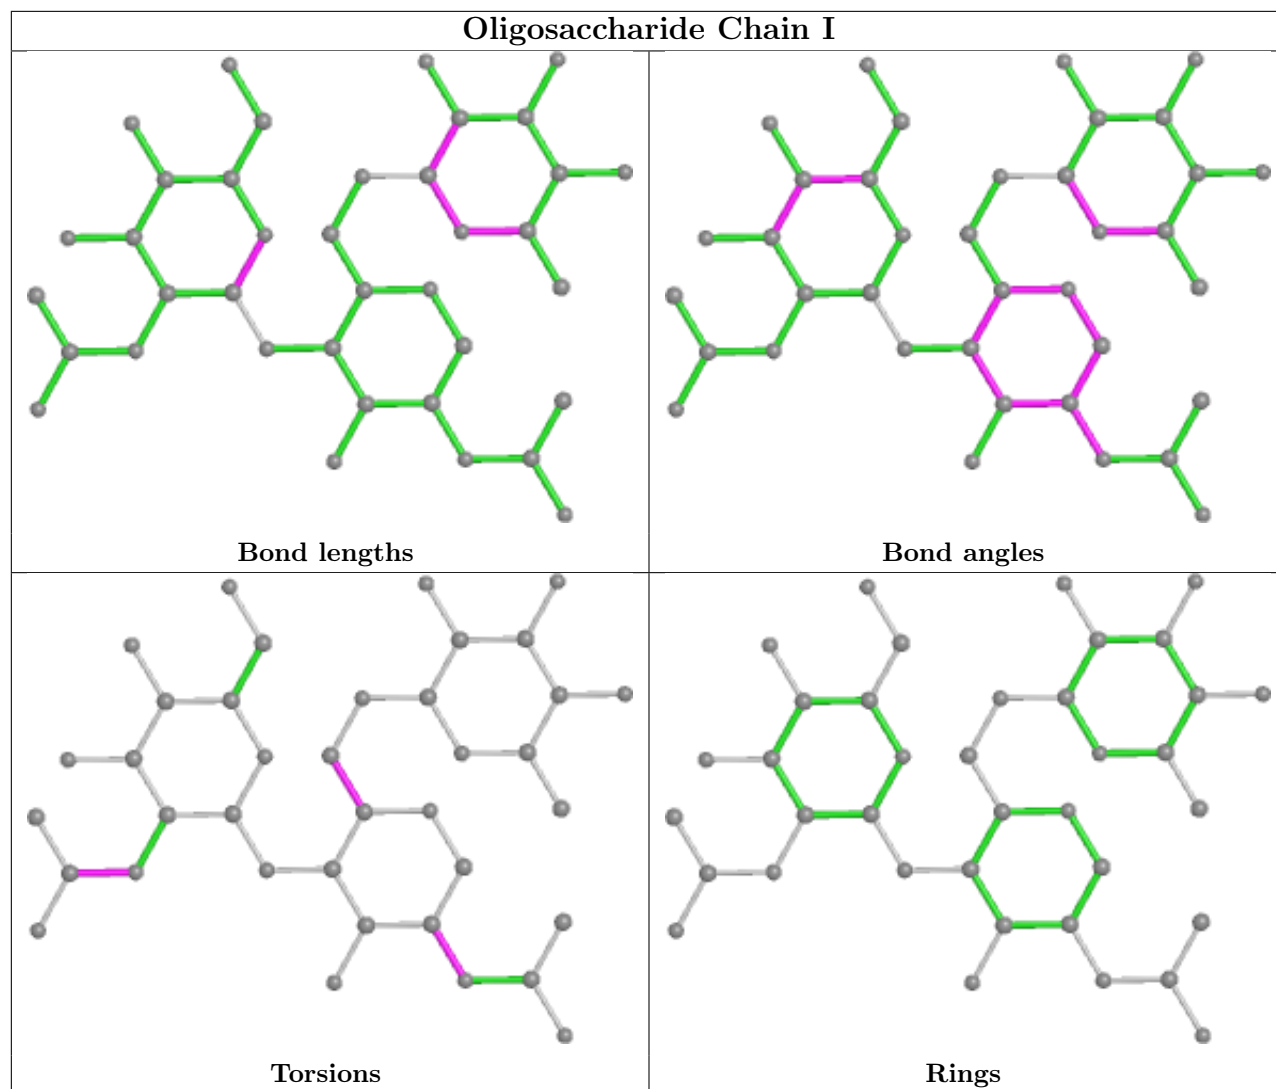 Oligosaccharide Chain I
Bond lengths
Bond angles
Torsions
Rings